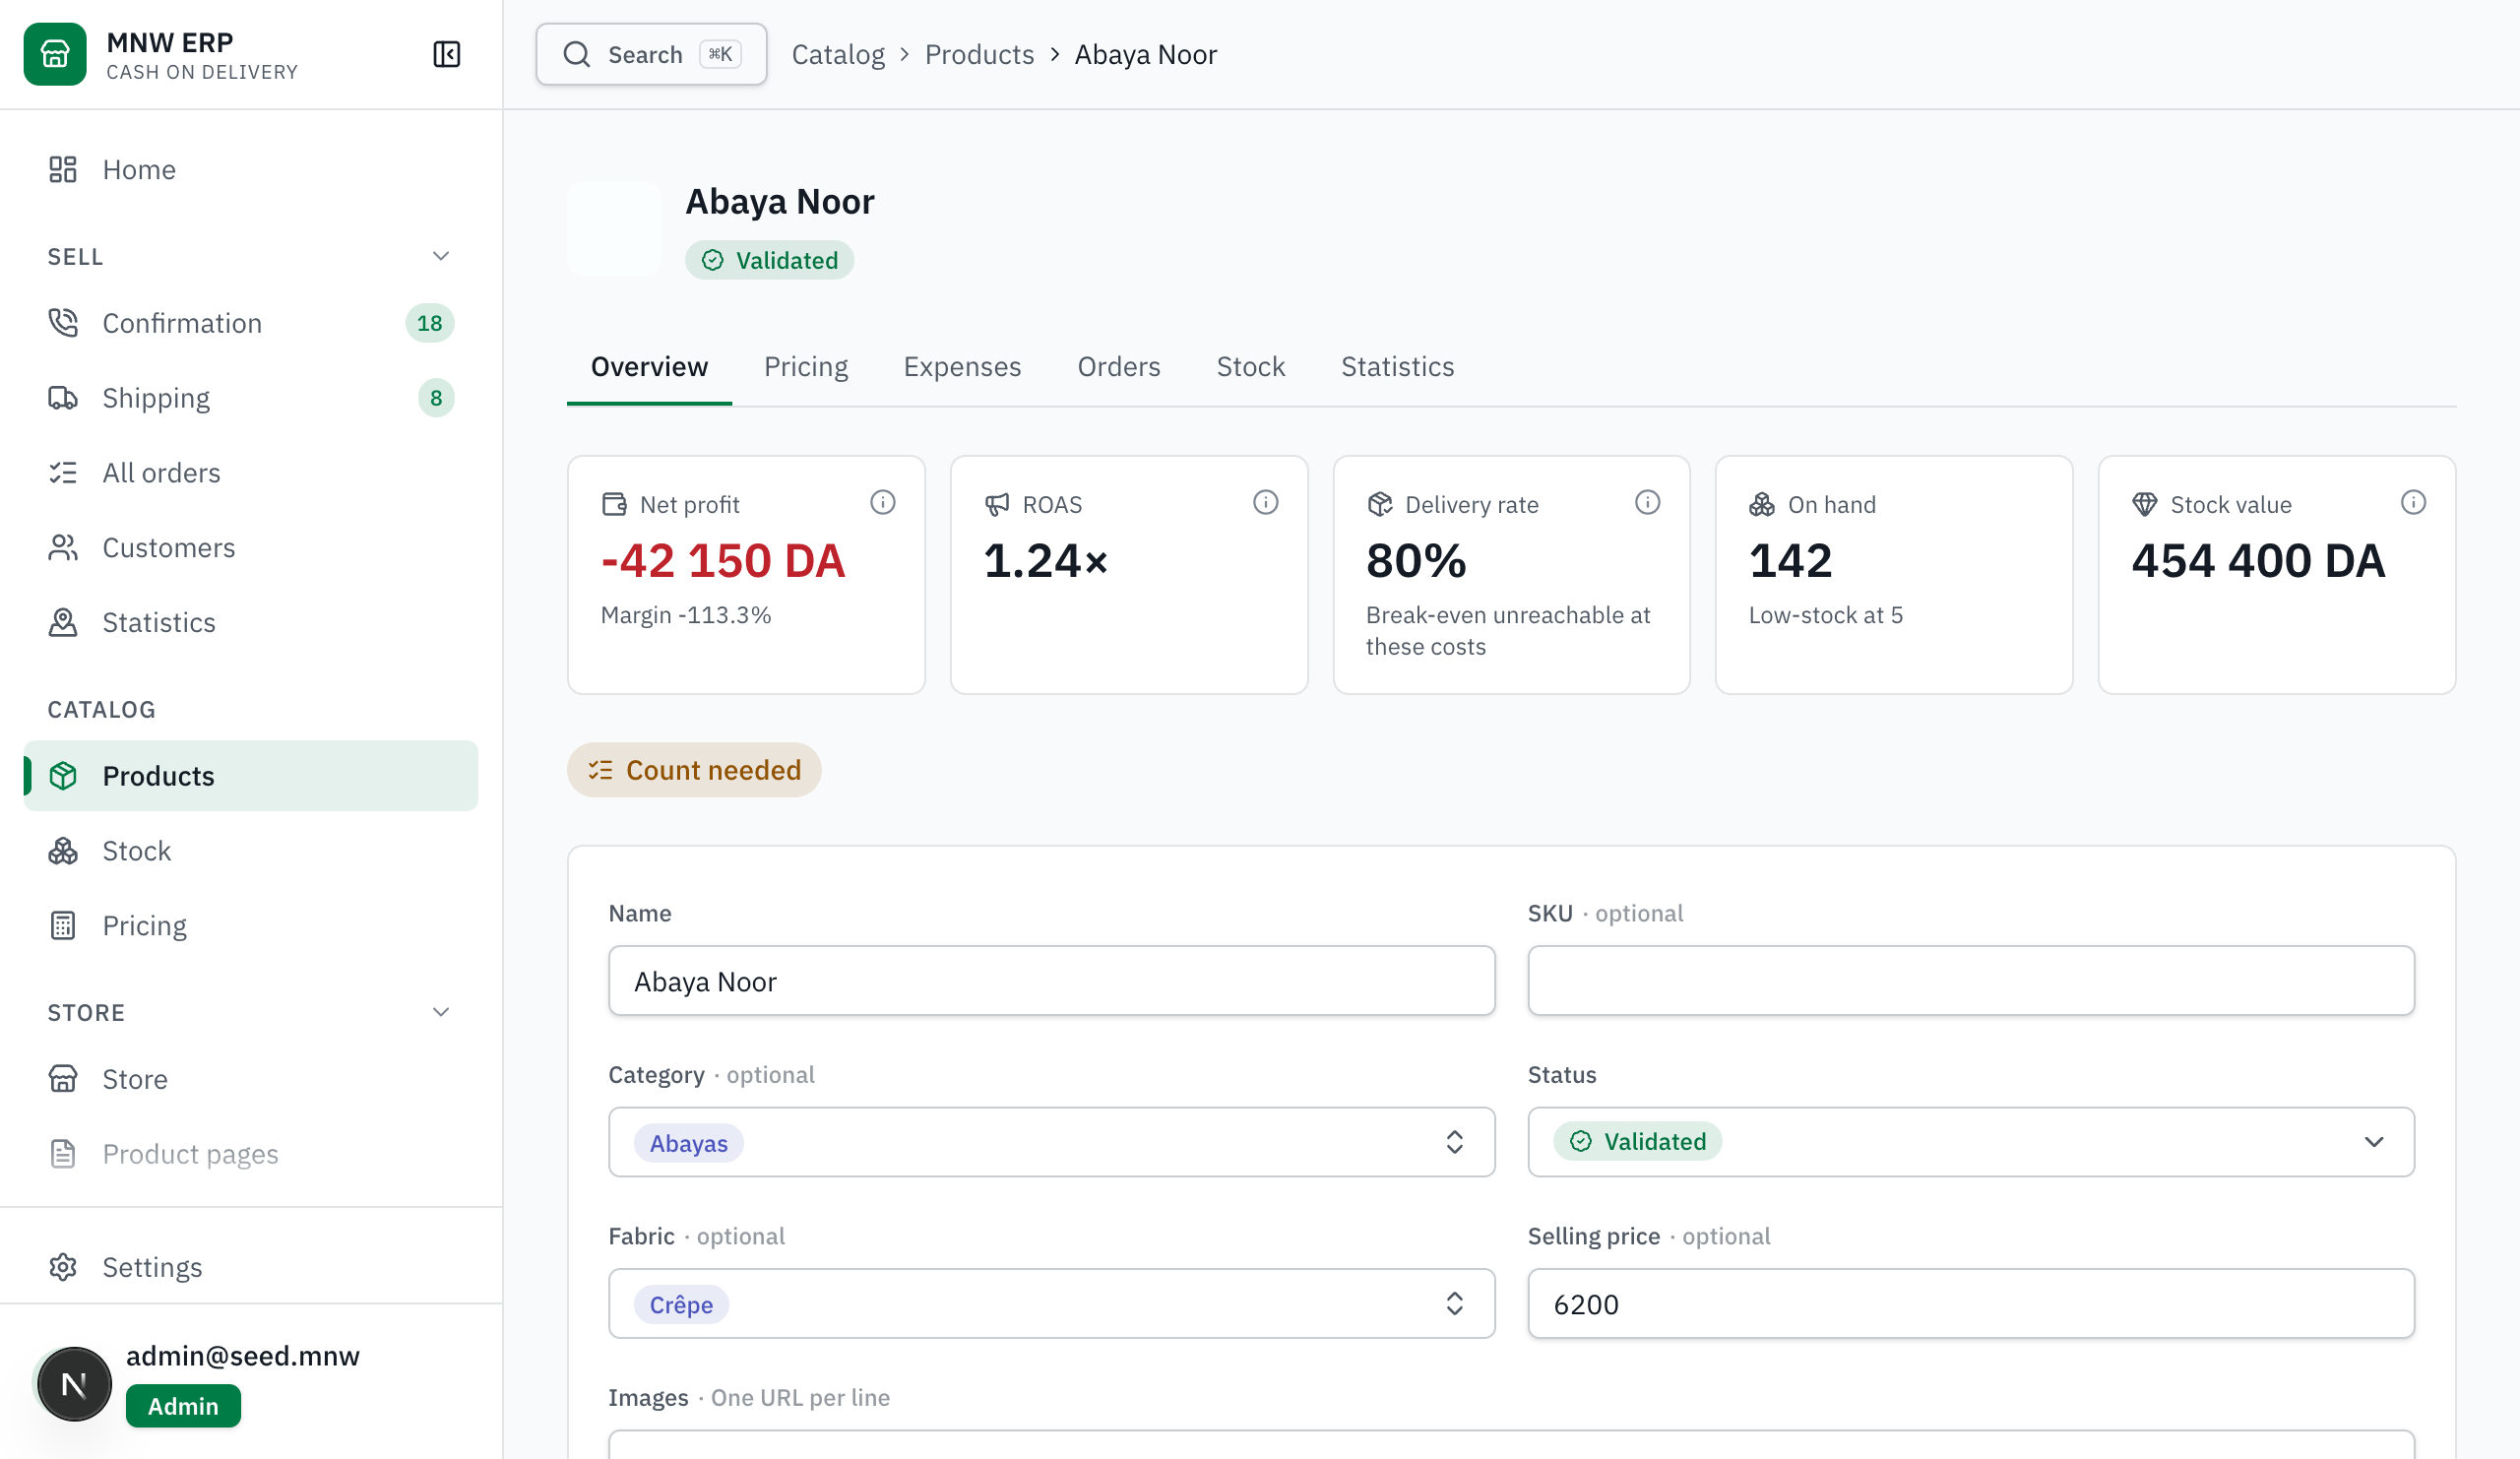 MNW ERP
CASH ON DELIVERY
Search ⌘K
Catalog > Products > Abaya Noor
Home
SELL
Confirmation 18
Shipping 8
All orders
Customers
Statistics
CATALOG
Products
Stock
Pricing
STORE
Store
Product pages
Settings
N
admin@seed.mnw
Admin
Abaya Noor
Validated
Overview Pricing Expenses Orders Stock Statistics
Net profit
-42 150 DA
Margin -113.3%
ROAS
1.24×
Delivery rate
80%
Break-even unreachable at
these costs
On hand
142
Low-stock at 5
Stock value
454 400 DA
Count needed
Name
Abaya Noor
SKU · optional
Category · optional
Abayas
Status
Validated
Fabric · optional
Crêpe
Selling price · optional
6200
Images · One URL per line